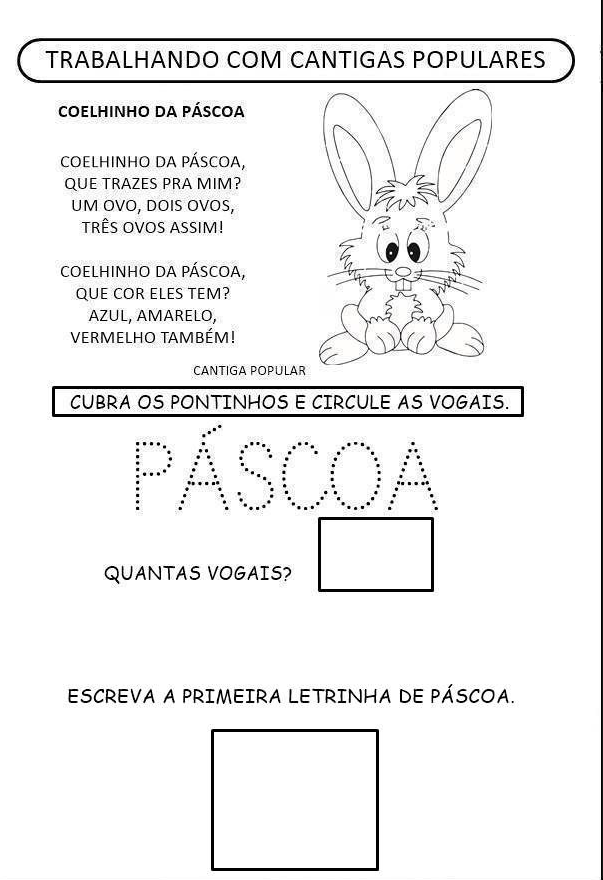 TRABALHANDO COM CANTIGAS POPULARES
COELHINHO DA PÁSCOA
COELHINHO DA PÁSCOA,
QUE TRAZES PRA MIM?
UM OVO, DOIS OVOS,
TRÊS OVOS ASSIM!
COELHINHO DA PÁSCOA,
QUE COR ELES TEM?
AZUL, AMARELO,
VERMELHO TAMBÉM!
CANTIGA POPULAR
CUBRA OS PONTINHOS E CIRCULE AS VOGAIS.
PÁSCOA
QUANTAS VOGAIS?
ESCREVA A PRIMEIRA LETRINHA DE PÁSCOA.